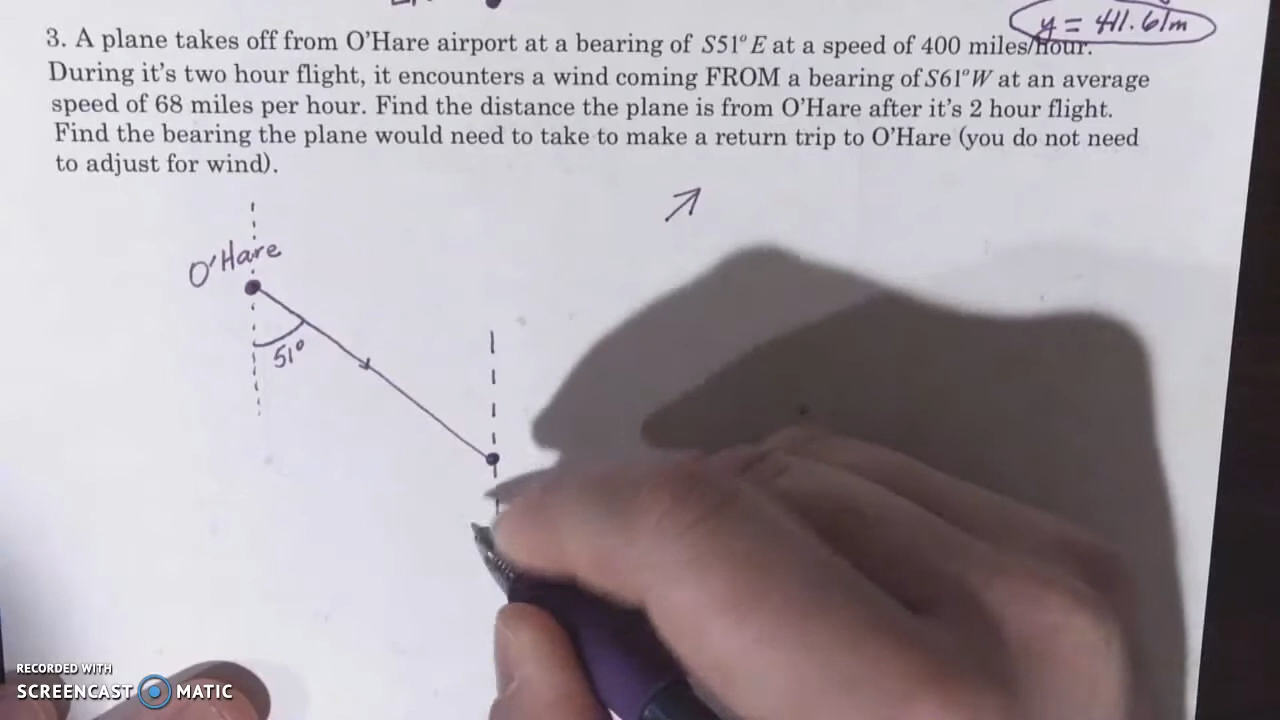 y = 411.61m
3. A plane takes off from O'Hare airport at a bearing of S51°E at a speed of 400 miles/hour.
During it's two hour flight, it encounters a wind coming FROM a bearing of S61°W at an average
speed of 68 miles per hour. Find the distance the plane is from O'Hare after it's 2 hour flight.
Find the bearing the plane would need to take to make a return trip to O'Hare (you do not need
to adjust for wind).
O'Hare
51°
RECORDED WITH
SCREENCAST MATIC